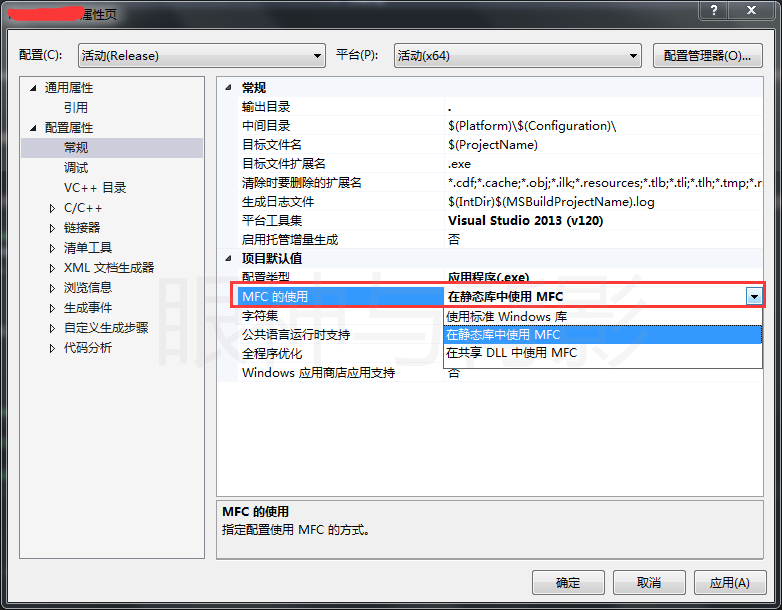 属性页
?
x
配置(C):
活动(Release)
平台(P):
活动(x64)
配置管理器(O)...
通用属性
引用
配置属性
常规
调试
VC++ 目录
C/C++
链接器
清单工具
XML 文档生成器
浏览信息
生成事件
自定义生成步骤
代码分析
常规
输出目录 .
中间目录 $(Platform)\$(Configuration)\
目标文件名 $(ProjectName)
目标文件扩展名 .exe
清除时要删除的扩展名 *.cdf;*.cache;*.obj;*.ilk;*.resources;*.tlb;*.tli;*.tlh;*.tmp;*.r
生成日志文件 $(IntDir)$(MSBuildProjectName).log
平台工具集 Visual Studio 2013 (v120)
启用托管增量生成 否
项目默认值
配置类型 应用程序(.exe)
MFC 的使用 在静态库中使用 MFC
字符集 使用标准 Windows 库
公共语言运行时支持 在静态库中使用 MFC
全程序优化 在共享 DLL 中使用 MFC
Windows 应用商店应用支持 否
MFC 的使用
指定配置使用 MFC 的方式。
确定
取消
应用(A)